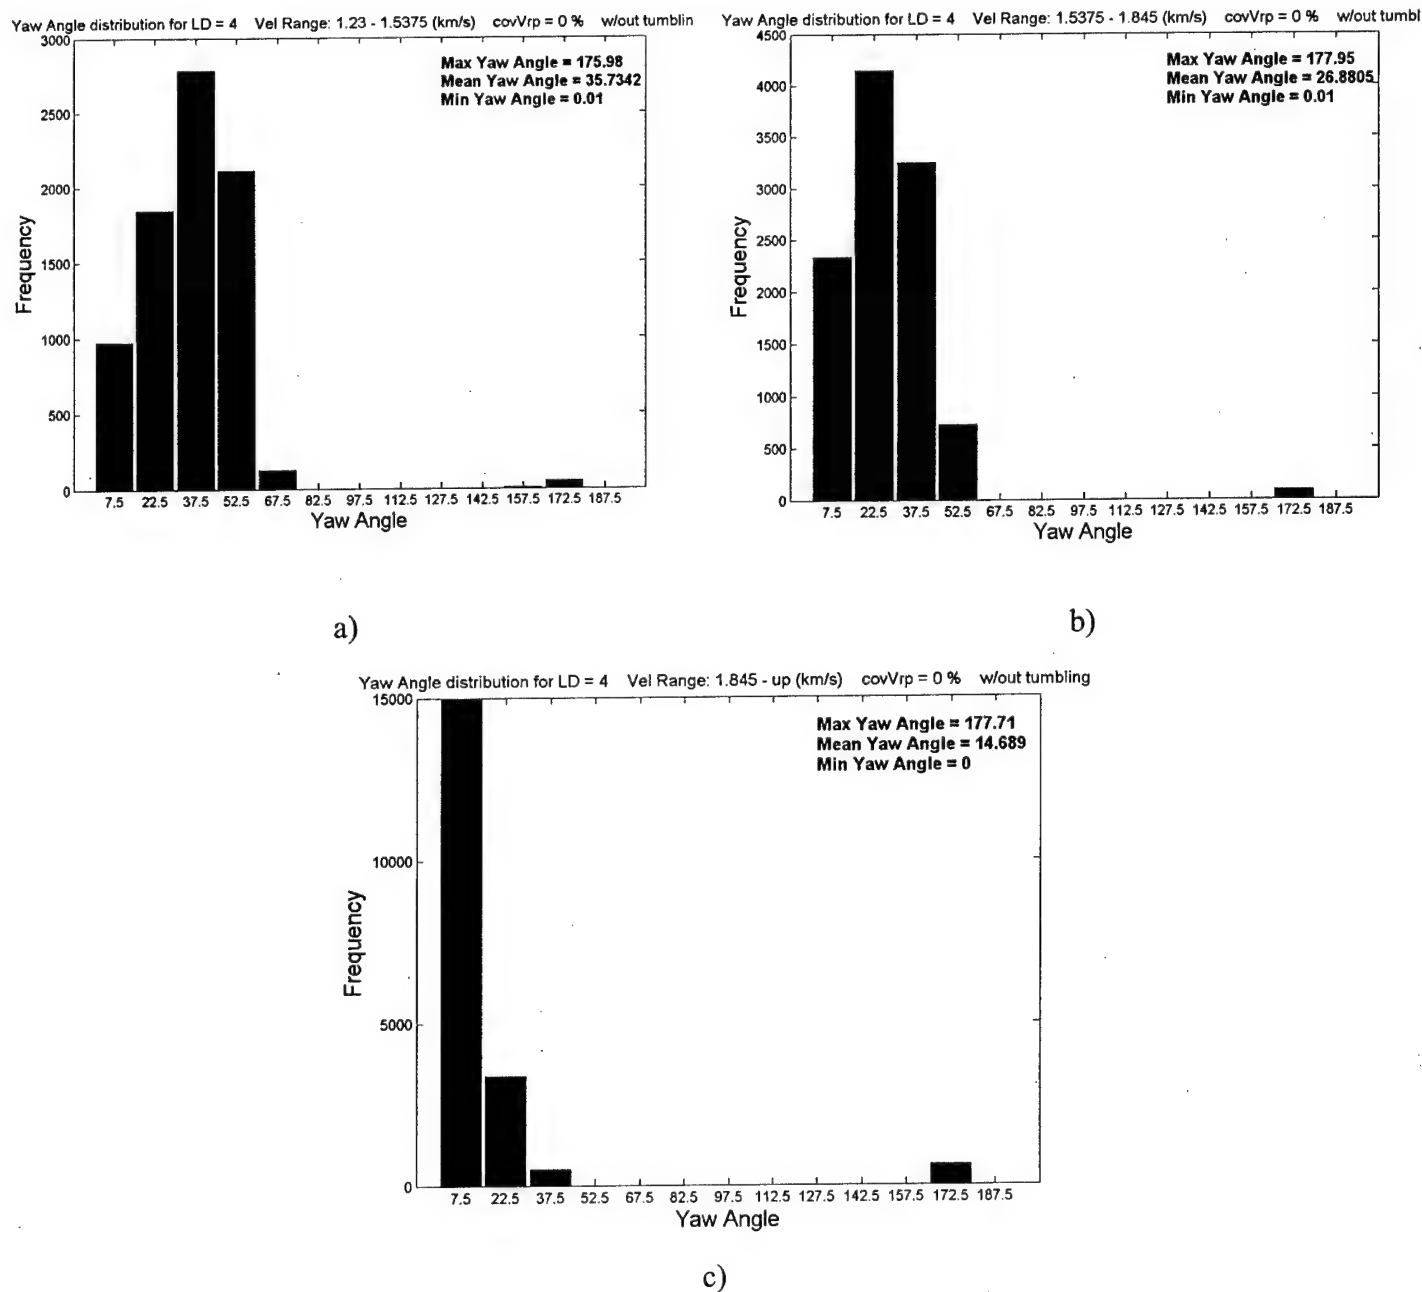 Yaw Angle distribution for LD = 4 Vel Range: 1.23 - 1.5375 (km/s) covVrp = 0 % w/out tumblin
Max Yaw Angle = 175.98
Mean Yaw Angle = 35.7342
Min Yaw Angle = 0.01
3000
2500
2000
1500
1000
500
0
Frequency
7.5 22.5 37.5 52.5 67.5 82.5 97.5 112.5 127.5 142.5 157.5 172.5 187.5
Yaw Angle
a)
Yaw Angle distribution for LD = 4 Vel Range: 1.5375 - 1.845 (km/s) covVrp = 0 % w/out tumbl
Max Yaw Angle = 177.95
Mean Yaw Angle = 26.8805
Min Yaw Angle = 0.01
4500
4000
3500
3000
2500
2000
1500
1000
500
0
Frequency
7.5 22.5 37.5 52.5 67.5 82.5 97.5 112.5 127.5 142.5 157.5 172.5 187.5
Yaw Angle
b)
Yaw Angle distribution for LD = 4 Vel Range: 1.845 - up (km/s) covVrp = 0 % w/out tumbling
Max Yaw Angle = 177.71
Mean Yaw Angle = 14.689
Min Yaw Angle = 0
15000
10000
5000
0
Frequency
7.5 22.5 37.5 52.5 67.5 82.5 97.5 112.5 127.5 142.5 157.5 172.5 187.5
Yaw Angle
c)